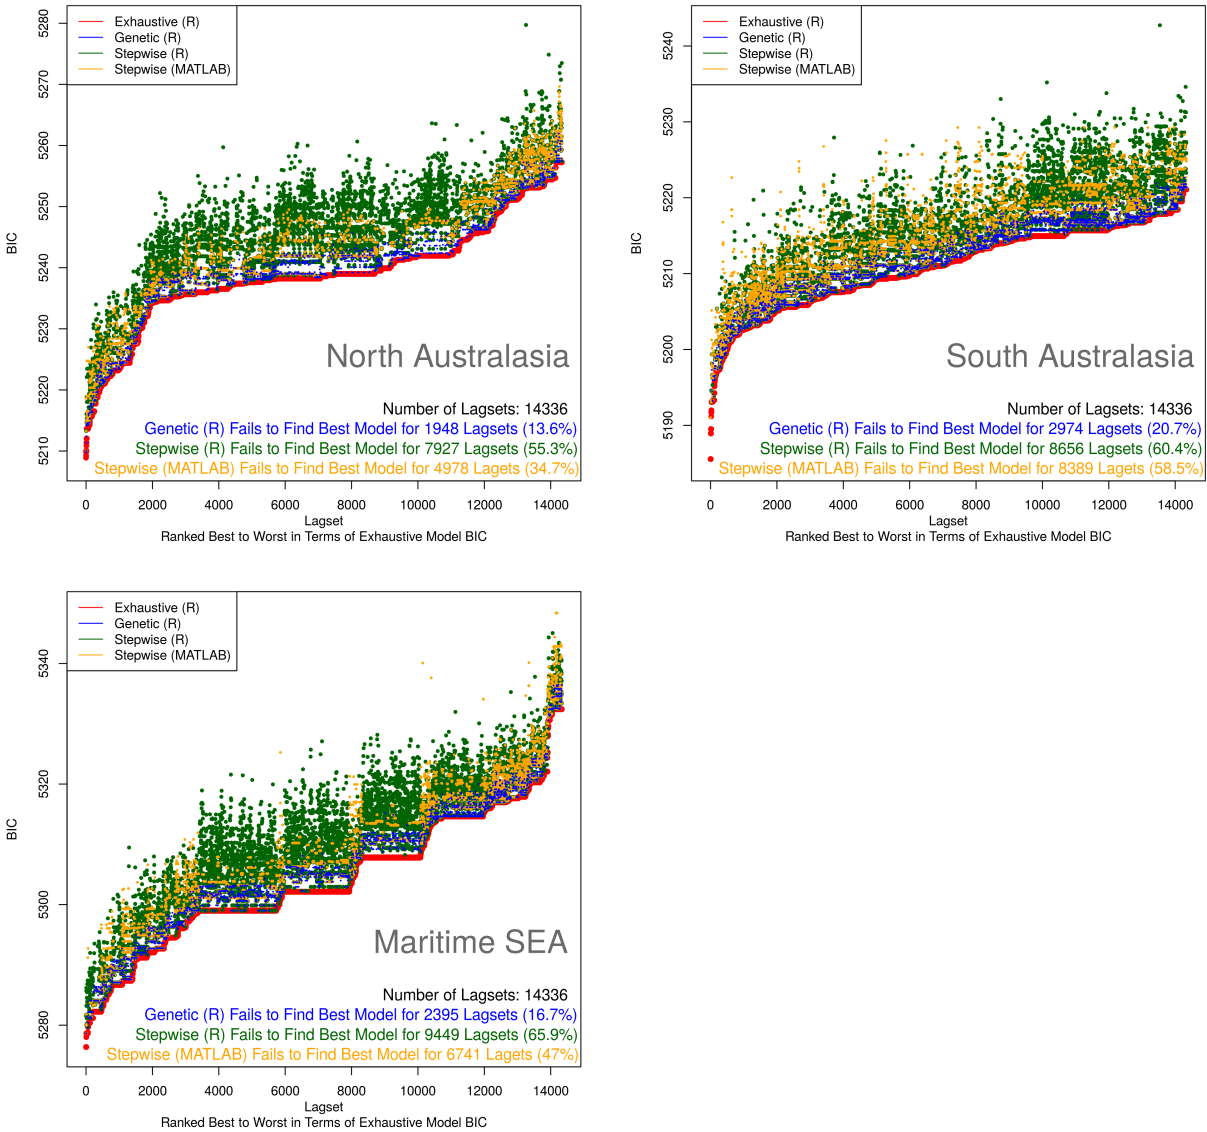 Exhaustive (R)
Genetic (R)
Stepwise (R)
Stepwise (MATLAB)
BIC
5280
5270
5260
5250
5240
5230
5220
5210
North Australasia
Number of Lagsets: 14336
Genetic (R) Fails to Find Best Model for 1948 Lagsets (13.6%)
Stepwise (R) Fails to Find Best Model for 7927 Lagsets (55.3%)
Stepwise (MATLAB) Fails to Find Best Model for 4978 Lagets (34.7%)
0 2000 4000 6000 8000 10000 12000 14000
Lagset
Ranked Best to Worst in Terms of Exhaustive Model BIC
Exhaustive (R)
Genetic (R)
Stepwise (R)
Stepwise (MATLAB)
BIC
5240
5230
5220
5210
5200
5190
South Australasia
Number of Lagsets: 14336
Genetic (R) Fails to Find Best Model for 2974 Lagsets (20.7%)
Stepwise (R) Fails to Find Best Model for 8656 Lagsets (60.4%)
Stepwise (MATLAB) Fails to Find Best Model for 8389 Lagets (58.5%)
0 2000 4000 6000 8000 10000 12000 14000
Lagset
Ranked Best to Worst in Terms of Exhaustive Model BIC
Exhaustive (R)
Genetic (R)
Stepwise (R)
Stepwise (MATLAB)
BIC
5340
5320
5300
5280
Maritime SEA
Number of Lagsets: 14336
Genetic (R) Fails to Find Best Model for 2395 Lagsets (16.7%)
Stepwise (R) Fails to Find Best Model for 9449 Lagsets (65.9%)
Stepwise (MATLAB) Fails to Find Best Model for 6741 Lagets (47%)
0 2000 4000 6000 8000 10000 12000 14000
Lagset
Ranked Best to Worst in Terms of Exhaustive Model BIC